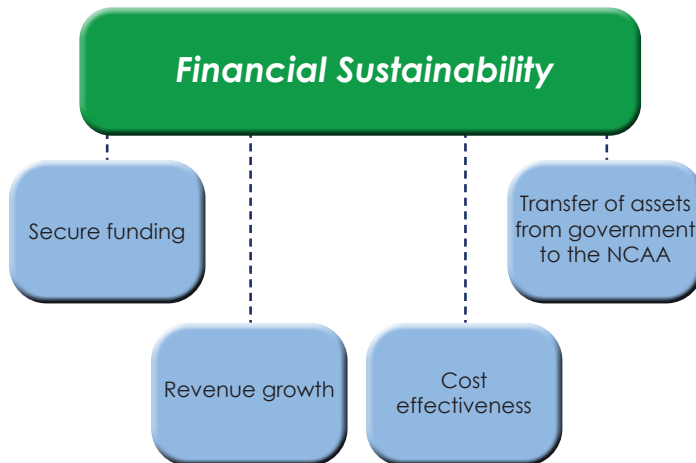 Financial Sustainability
Secure funding
Transfer of assets
from government
to the NCAA
Revenue growth
Cost
effectiveness